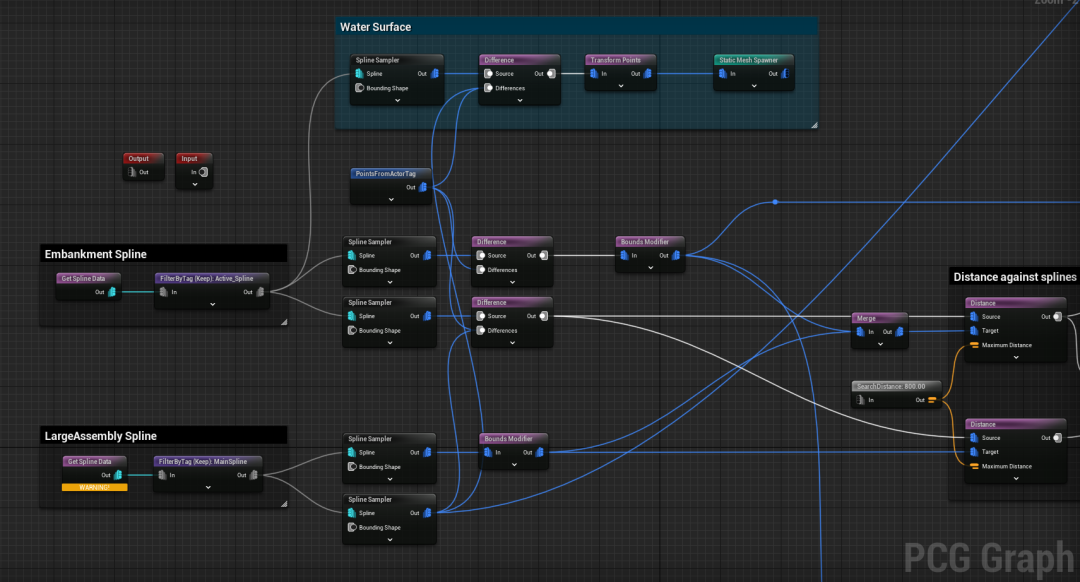 Zoom -2
Water Surface
Spline Sampler
Spline
Out
Bounding Shape
Difference
Source
Out
Differences
Transform Points
In
Out
Static Mesh Spawner
In
Out
Output
Out
Input
In
PointsFromActorTag
Out
Embankment Spline
Get Spline Data
Out
FilterByTag (Keep): Active_Spline
In
Out
Spline Sampler
Spline
Out
Bounding Shape
Difference
Source
Out
Differences
Bounds Modifier
In
Out
Spline Sampler
Spline
Out
Bounding Shape
Difference
Source
Out
Differences
Merge
In
Out
Distance against splines
Distance
Source
Out
Target
Maximum Distance
SearchDistance: 800.00
In
Out
Distance
Source
Out
Target
Maximum Distance
LargeAssembly Spline
Get Spline Data
Out
WARNING!
FilterByTag (Keep): MainSpline
In
Out
Spline Sampler
Spline
Out
Bounding Shape
Bounds Modifier
In
Out
Spline Sampler
Spline
Out
Bounding Shape
PCG Graph